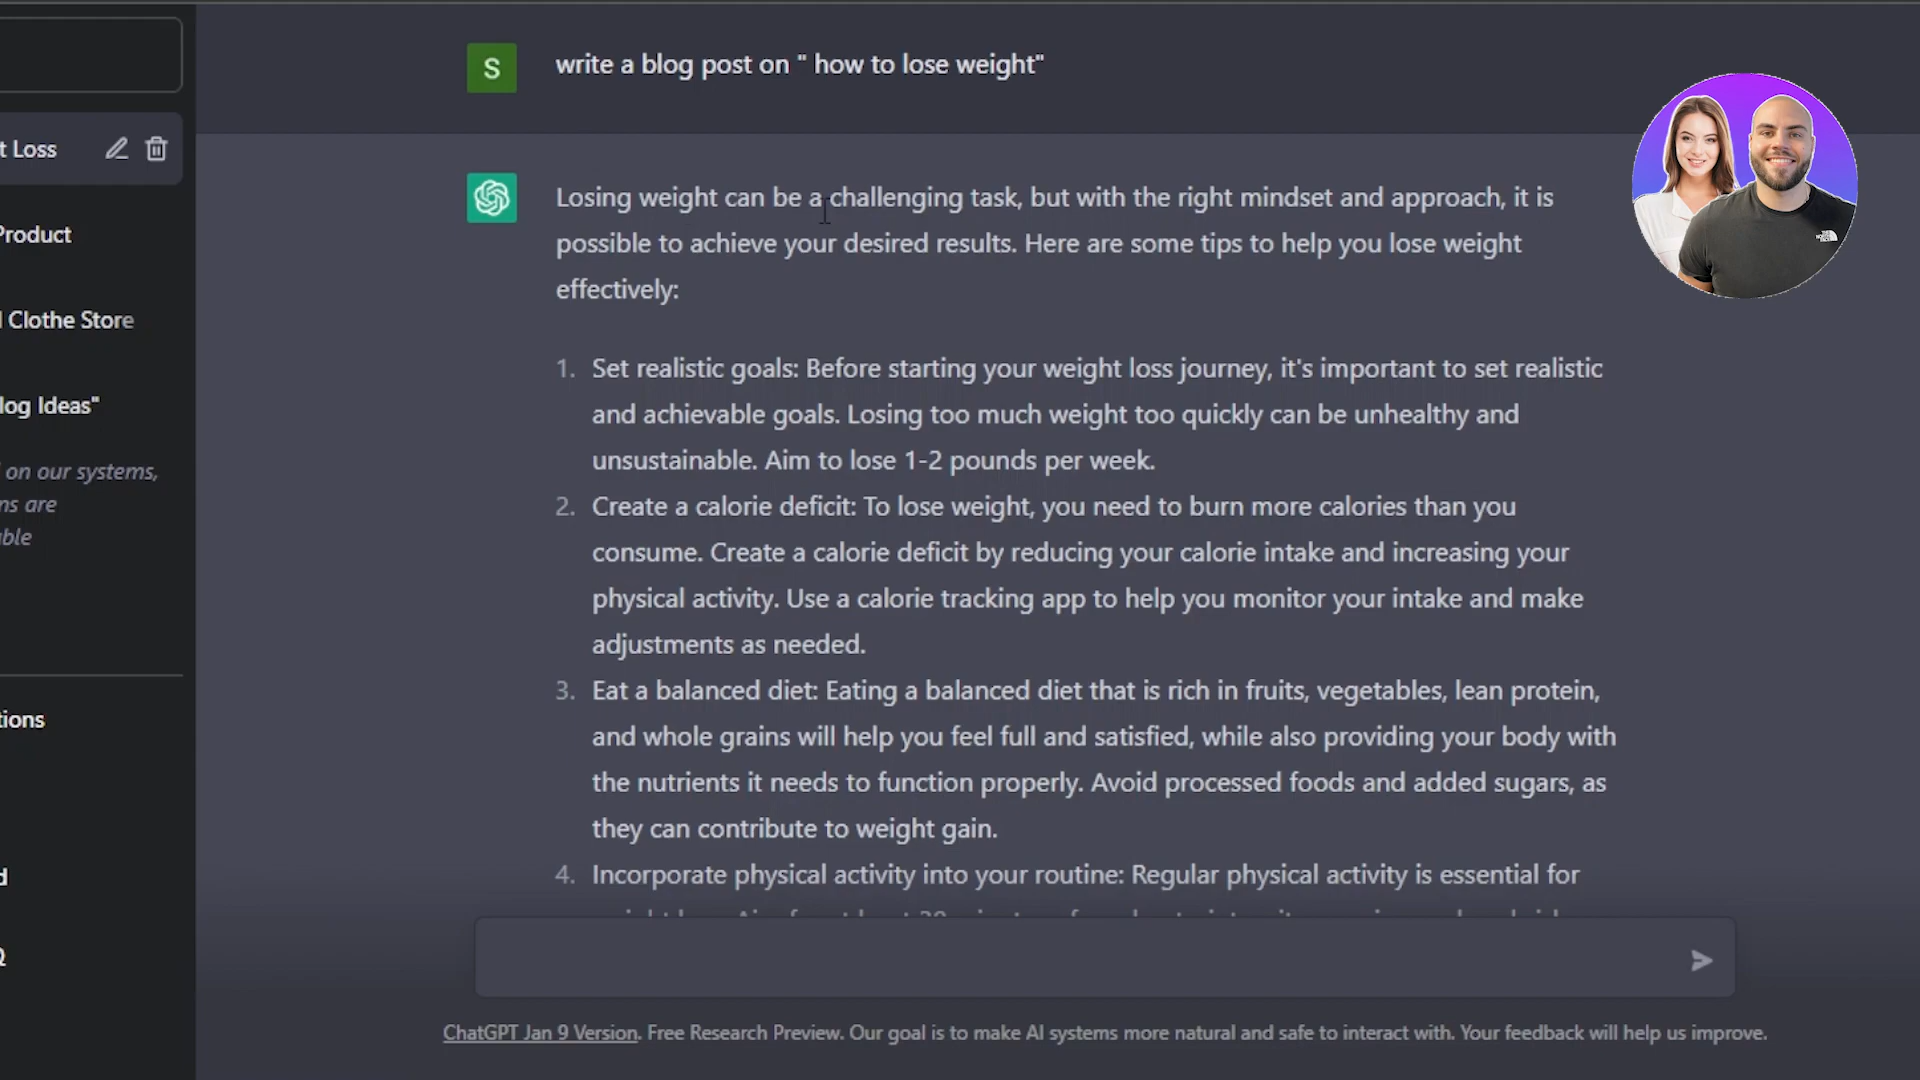 S
write a blog post on " how to lose weight"
t Loss
Product
l Clothe Store
log Ideas"
on our systems,
ns are
ble
tions
d
Losing weight can be a challenging task, but with the right mindset and approach, it is
possible to achieve your desired results. Here are some tips to help you lose weight
effectively:
1. Set realistic goals: Before starting your weight loss journey, it's important to set realistic
and achievable goals. Losing too much weight too quickly can be unhealthy and
unsustainable. Aim to lose 1-2 pounds per week.
2. Create a calorie deficit: To lose weight, you need to burn more calories than you
consume. Create a calorie deficit by reducing your calorie intake and increasing your
physical activity. Use a calorie tracking app to help you monitor your intake and make
adjustments as needed.
3. Eat a balanced diet: Eating a balanced diet that is rich in fruits, vegetables, lean protein,
and whole grains will help you feel full and satisfied, while also providing your body with
the nutrients it needs to function properly. Avoid processed foods and added sugars, as
they can contribute to weight gain.
4. Incorporate physical activity into your routine: Regular physical activity is essential for
ChatGPT Jan 9 Version. Free Research Preview. Our goal is to make AI systems more natural and safe to interact with. Your feedback will help us improve.